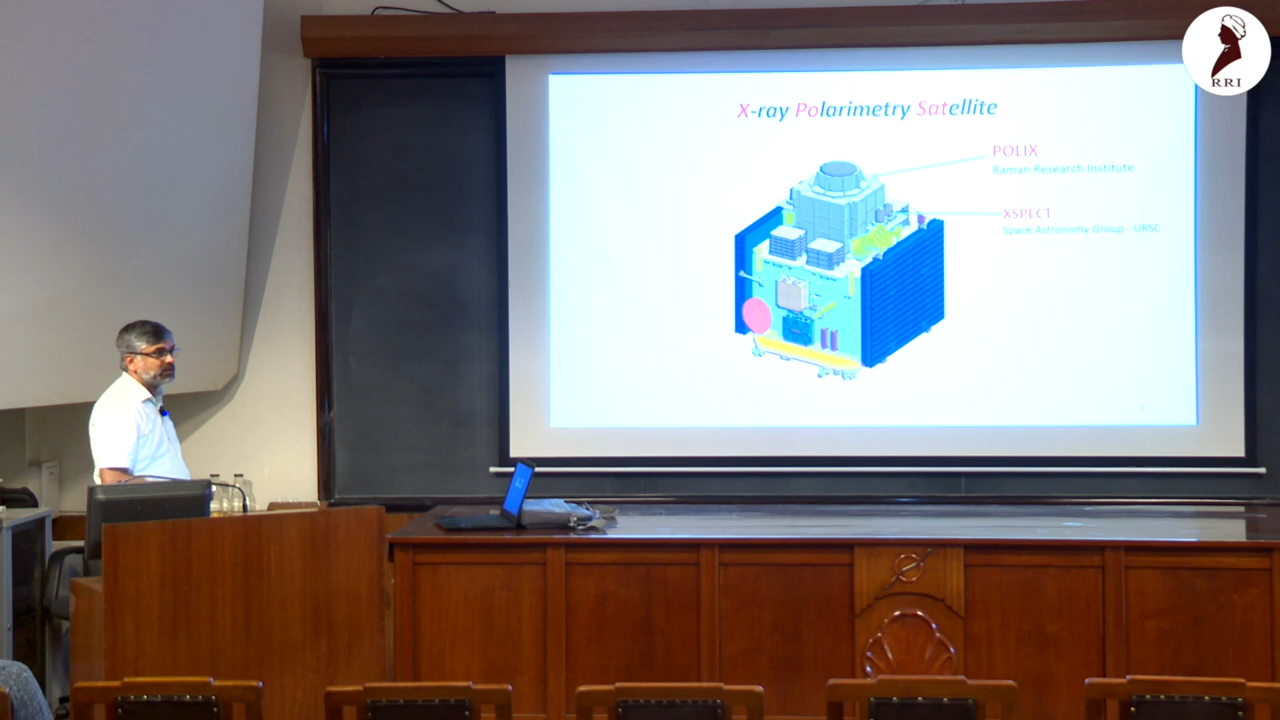 X-ray Polarimetry Satellite
POLIX
Raman Research Institute
XSPECT
Space Astronomy Group - URSC
RRI